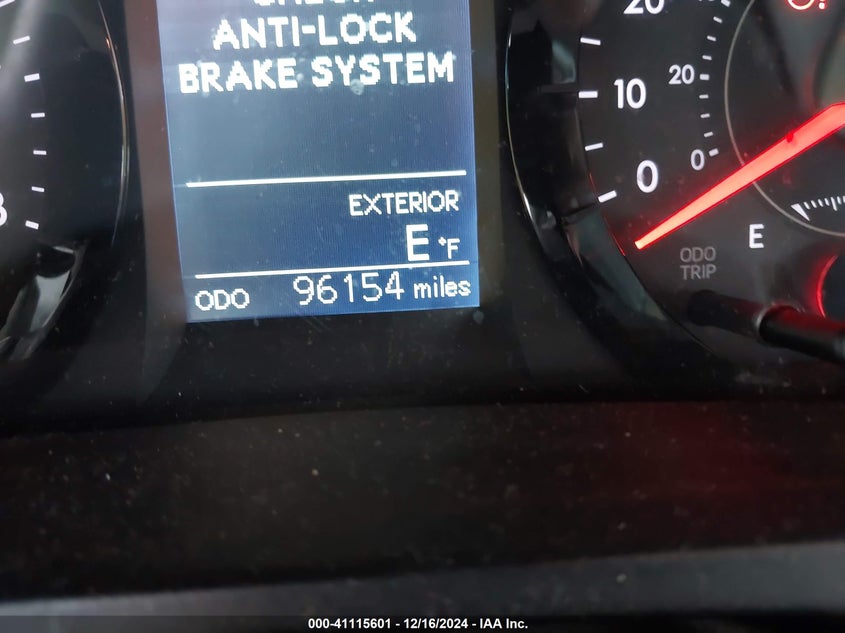 ANTI-LOCK
BRAKE SYSTEM
EXTERIOR
E °F
ODO 96154 miles
20
10
0
20
0
E
ODO
TRIP
000-41115601 - 12/16/2024 - IAA Inc.